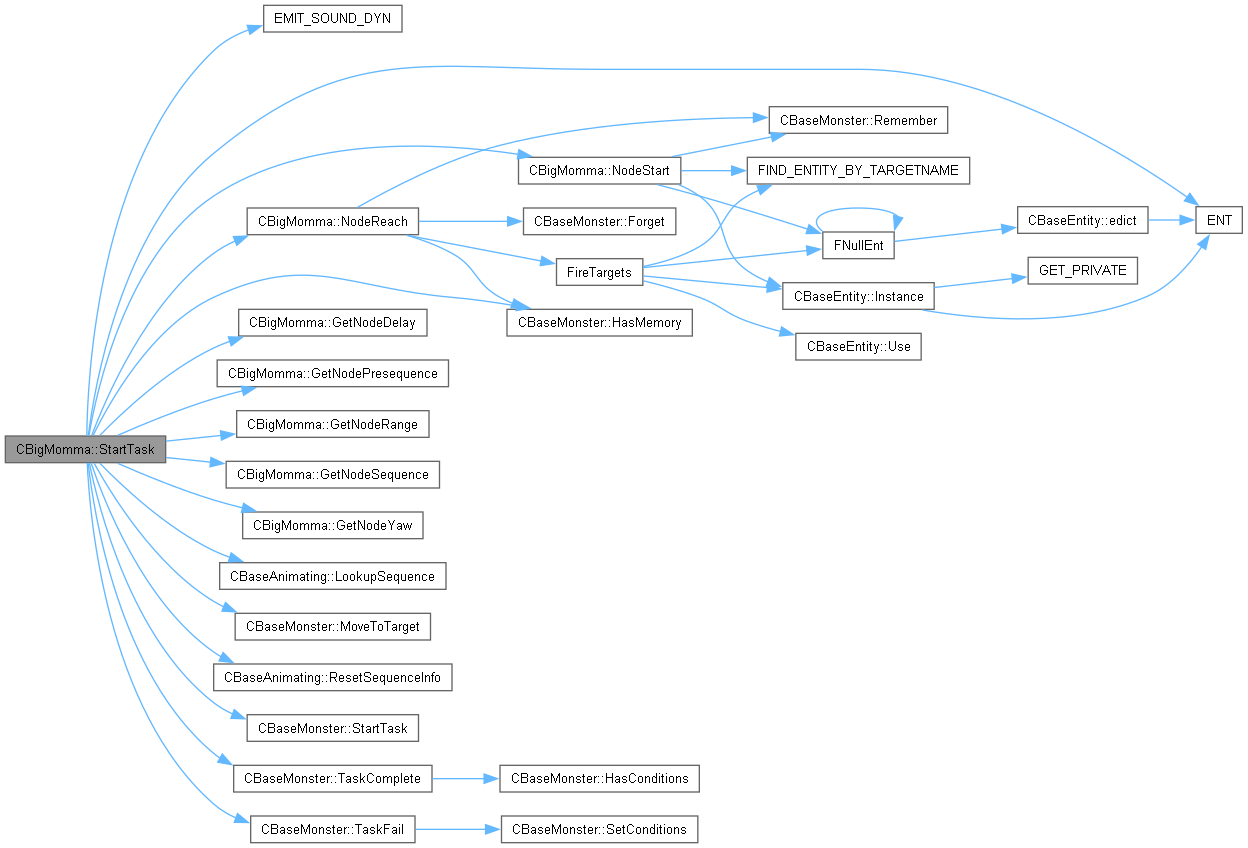 EMIT_SOUND_DYN
CBaseMonster::Remember
CBigMomma::NodeStart
FIND_ENTITY_BY_TARGETNAME
CBigMomma::NodeReach
CBaseMonster::Forget
CBaseEntity::edict
ENT
FNullEnt
FireTargets
GET_PRIVATE
CBaseEntity::Instance
CBigMomma::GetNodeDelay
CBaseMonster::HasMemory
CBaseEntity::Use
CBigMomma::GetNodePresequence
CBigMomma::GetNodeRange
CBigMomma::StartTask
CBigMomma::GetNodeSequence
CBigMomma::GetNodeYaw
CBaseAnimating::LookupSequence
CBaseMonster::MoveToTarget
CBaseAnimating::ResetSequenceInfo
CBaseMonster::StartTask
CBaseMonster::TaskComplete
CBaseMonster::HasConditions
CBaseMonster::TaskFail
CBaseMonster::SetConditions